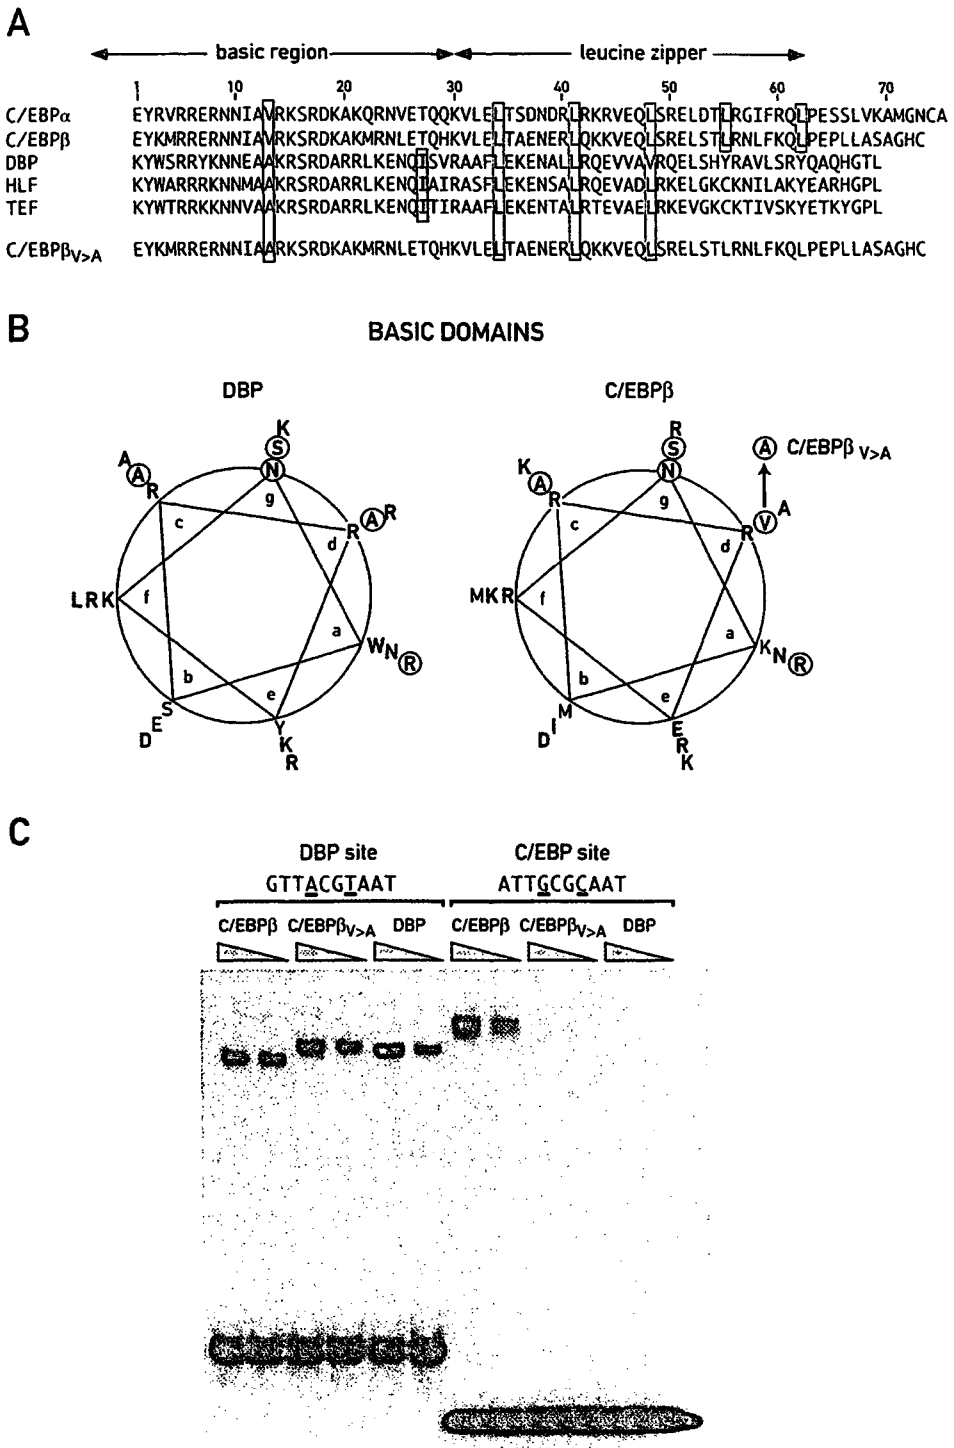 A
basic region leucine zipper
1 10 20 30 40 50 60 70
C/EBPα EYRVRRERNNIAVRKSRDKAKQRNVETQQKVLELTSDNDRLRKRVEQLSRELDTLRGIFRQLPESSLVKAMGNCA
C/EBPβ EYKMRRERNNIAVRKSRDKAKMRNLETQHKVLELTAENERLQKKVEQLSRELSTLRNLFKQLPEPLLASAGHC
DBP KYWSRRYKNNEAAKRSRDARRLKENQISVRAAFLEKENALLRQEVVAVRQELSHYRAVLSRYQAQHGTL
HLF KYWARRRKNNMAAKRSRDARRLKENQIAIRASFLEKENSALRQEVADLRKELGKCKNILAKYEARHGPL
TEF KYWTRRKKNNVAAKRSRDARRLKENQITIRAAFLEKENTALRTEVAELRKEVGKCKTIVSKYETKYGPL
C/EBPβV>A EYKMRRERNNIAARKSRDKAKMRNLETQHKVLELTAENERLQKKVEQLSRELSTLRNLFKQLPEPLLASAGHC
B
BASIC DOMAINS
DBP C/EBPβ
K
S
N
g
A
A
R
c
R A R
d
L R K f
a
W N R
b
S
E
D
e
Y
K
R
R
S
N
g
A C/EBPβ V>A
K
A
R
c
R V A
d
M K R f
a
K N R
b
M
I
D
e
E
R
K
C
DBP site C/EBP site
GTTACGTAAT ATTGCGCAAT
C/EBPβ C/EBPβV>A DBP C/EBPβ C/EBPβV>A DBP